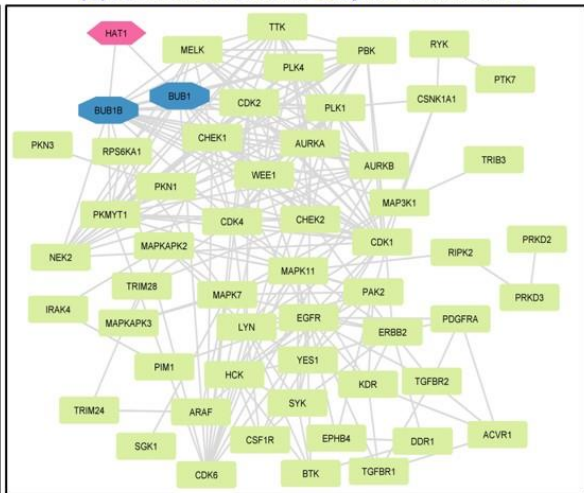 HAT1
TTK
MELK
PBK
RYK
PLK4
PTK7
BUB1
CDK2
BUB1B
PLK1
CSNK1A1
CHEK1
AURKA
PKN3
RPS6KA1
AURKB
TRIB3
WEE1
PKN1
MAP3K1
PKMYT1
CDK4
CHEK2
CDK1
MAPKAPK2
NEK2
RIPK2
PRKD2
MAPK11
TRIM28
PAK2
PRKD3
IRAK4
MAPK7
MAPKAPK3
LYN
EGFR
ERBB2
PDGFRA
YES1
PIM1
HCK
KDR
TGFBR2
TRIM24
ARAF
SYK
SGK1
CSF1R
EPHB4
DDR1
ACVR1
CDK6
BTK
TGFBR1